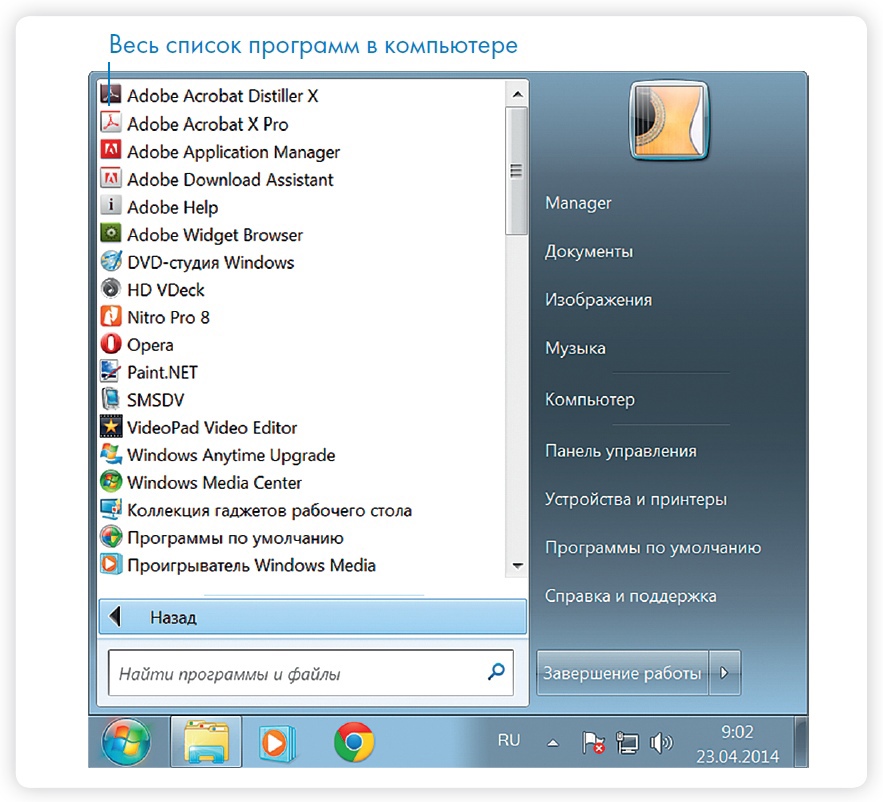 Весь список программ в компьютере
Adobe Acrobat Distiller X
Adobe Acrobat X Pro
Adobe Application Manager
Adobe Download Assistant
Adobe Help
Adobe Widget Browser
DVD-студия Windows
HD VDeck
Nitro Pro 8
Opera
Paint.NET
SMSDV
VideoPad Video Editor
Windows Anytime Upgrade
Windows Media Center
Коллекция гаджетов рабочего стола
Программы по умолчанию
Проигрыватель Windows Media
Назад
Найти программы и файлы
Manager
Документы
Изображения
Музыка
Компьютер
Панель управления
Устройства и принтеры
Программы по умолчанию
Справка и поддержка
Завершение работы
RU
9:02
23.04.2014